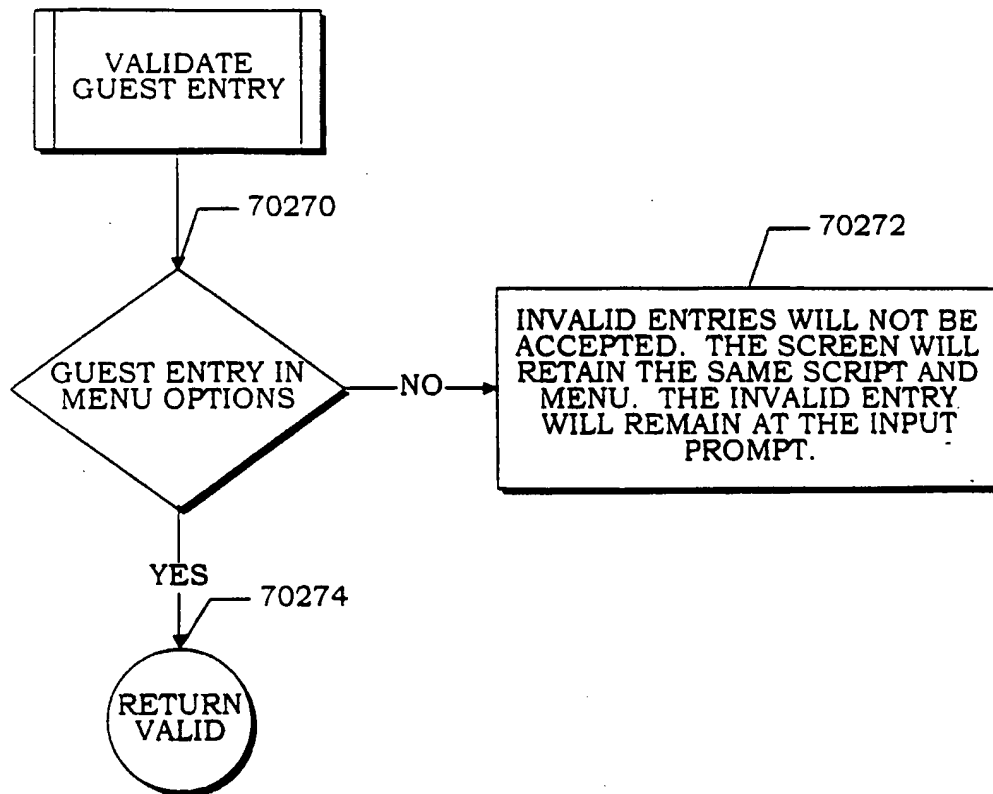 VALIDATE
GUEST ENTRY
70270
70272
GUEST ENTRY IN
MENU OPTIONS
NO
INVALID ENTRIES WILL NOT BE
ACCEPTED. THE SCREEN WILL
RETAIN THE SAME SCRIPT AND
MENU. THE INVALID ENTRY
WILL REMAIN AT THE INPUT
PROMPT.
YES
70274
RETURN
VALID